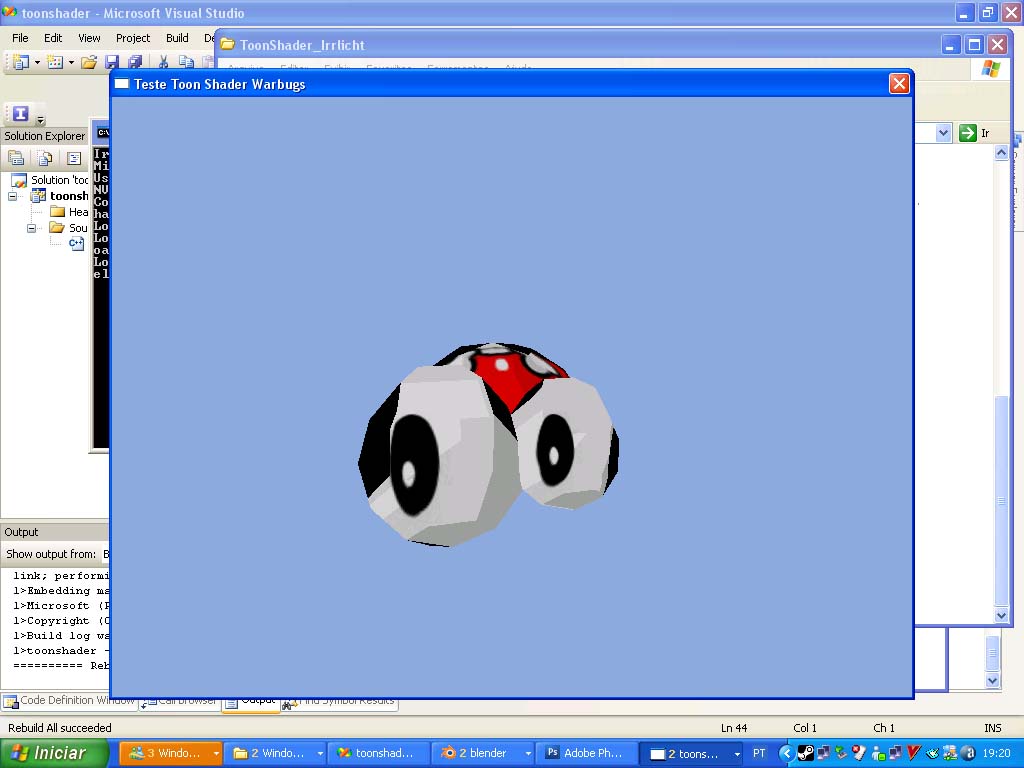 toonshader - Microsoft Visual Studio
File Edit View Project Build
ToonShader_Irrlicht
Teste Toon Shader Warbugs
Ir
Solution Explorer
Solution 'too
toonsh
Hea
Sou
Ir
Mi
Us
NU
Co
ha
Lo
Lo
oa
Lo
el
Output
Show output from: B
link; performi
1>Embedding ma
1>Microsoft (R
1>Copyright (C
1>Build log wa
1>toonshader -
========== Reb
Code Definition Window Call Browser Output Find Symbol Results
Rebuild All succeeded Ln 44 Col 1 Ch 1 INS
Iniciar 3 Windo... 2 Windo... toonshad... 2 blender Adobe Ph... 2 toons... PT 19:20